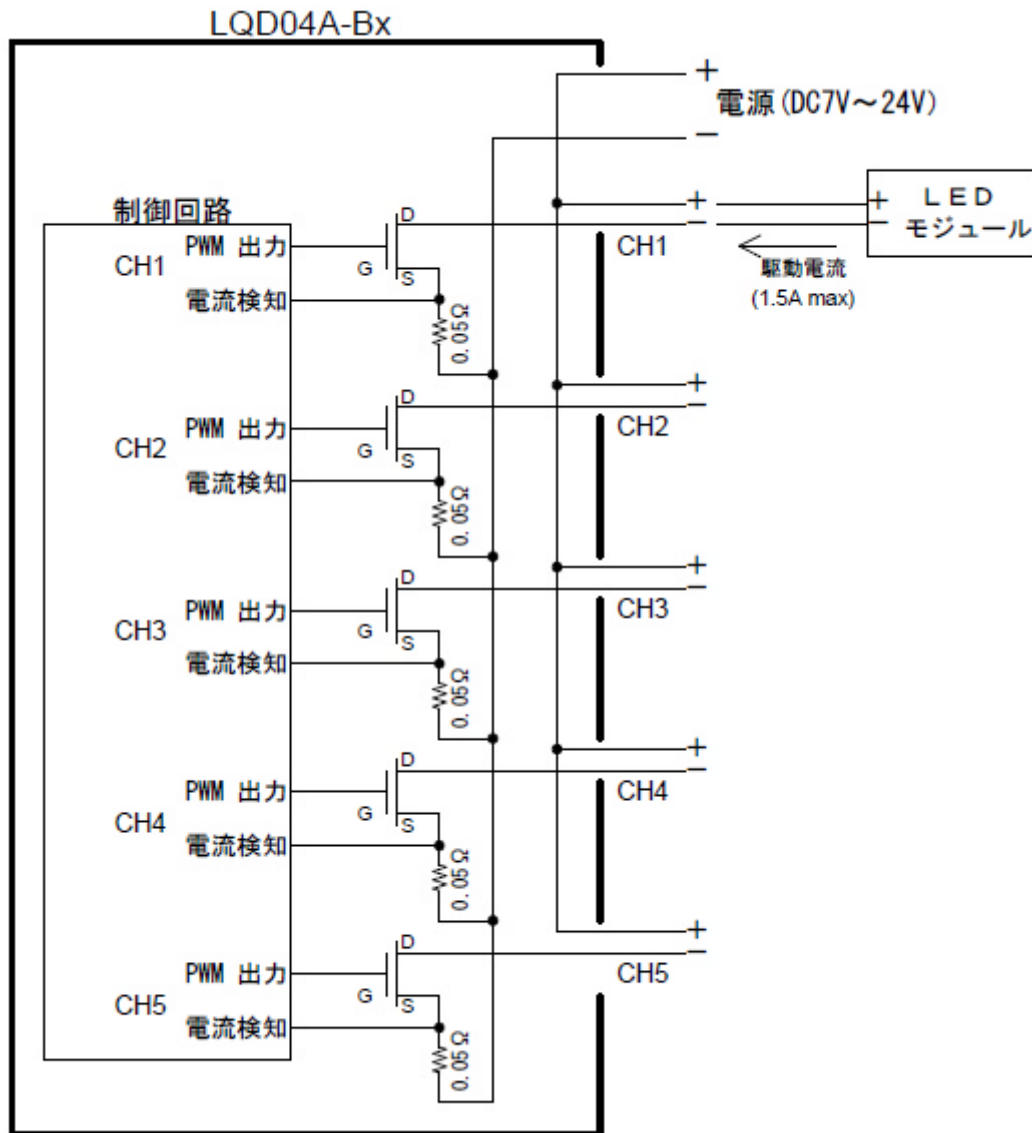 LQD04A-Bx
+
電源(DC7V～24V)
−
制御回路
CH1
PWM 出力
電流検知
D
G
S
0.05Ω
+
−
CH1
駆動電流
(1.5A max)
+
−
LED
モジュール
CH2
PWM 出力
電流検知
D
G
S
0.05Ω
+
−
CH2
CH3
PWM 出力
電流検知
D
G
S
0.05Ω
+
−
CH3
CH4
PWM 出力
電流検知
D
G
S
0.05Ω
+
−
CH4
CH5
PWM 出力
電流検知
D
G
S
0.05Ω
+
−
CH5